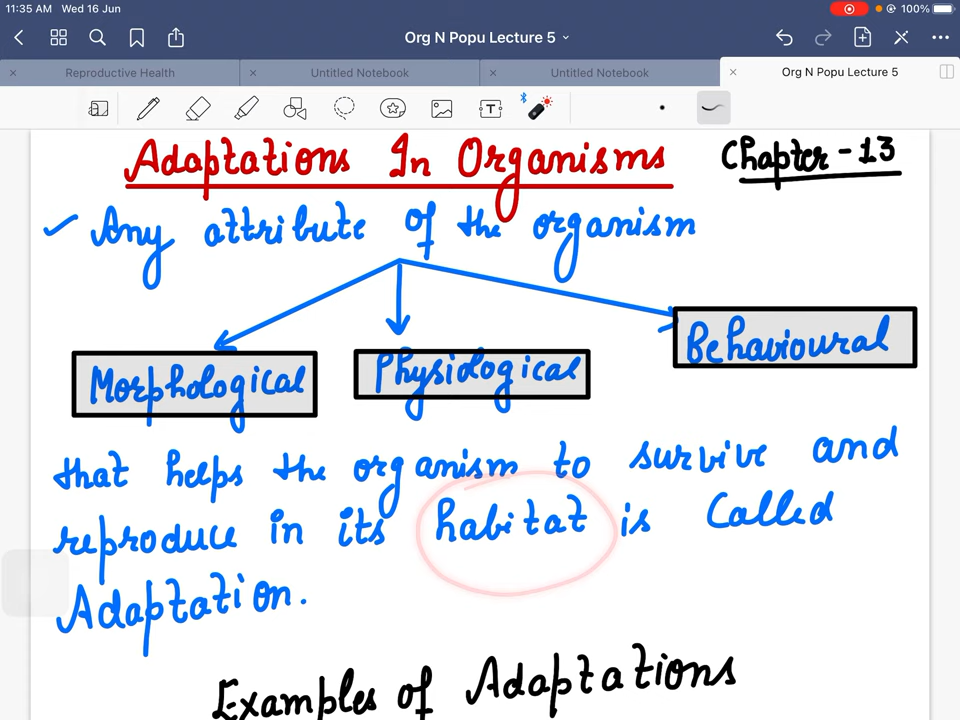 11:35 AM Wed 16 Jun 100%
Org N Popu Lecture 5
Reproductive Health Untitled Notebook Untitled Notebook Org N Popu Lecture 5
Adaptations In Organisms Chapter-13
Any attribute of the organism
Morphological Physiological Behavioural
that helps the organism to survive and
reproduce in its habitat is called
Adaptation.
Examples of Adaptations